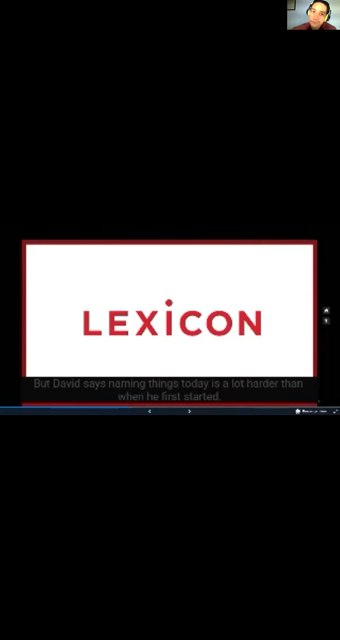 LEXICON
But David says naming things today is a lot harder than
when he first started.